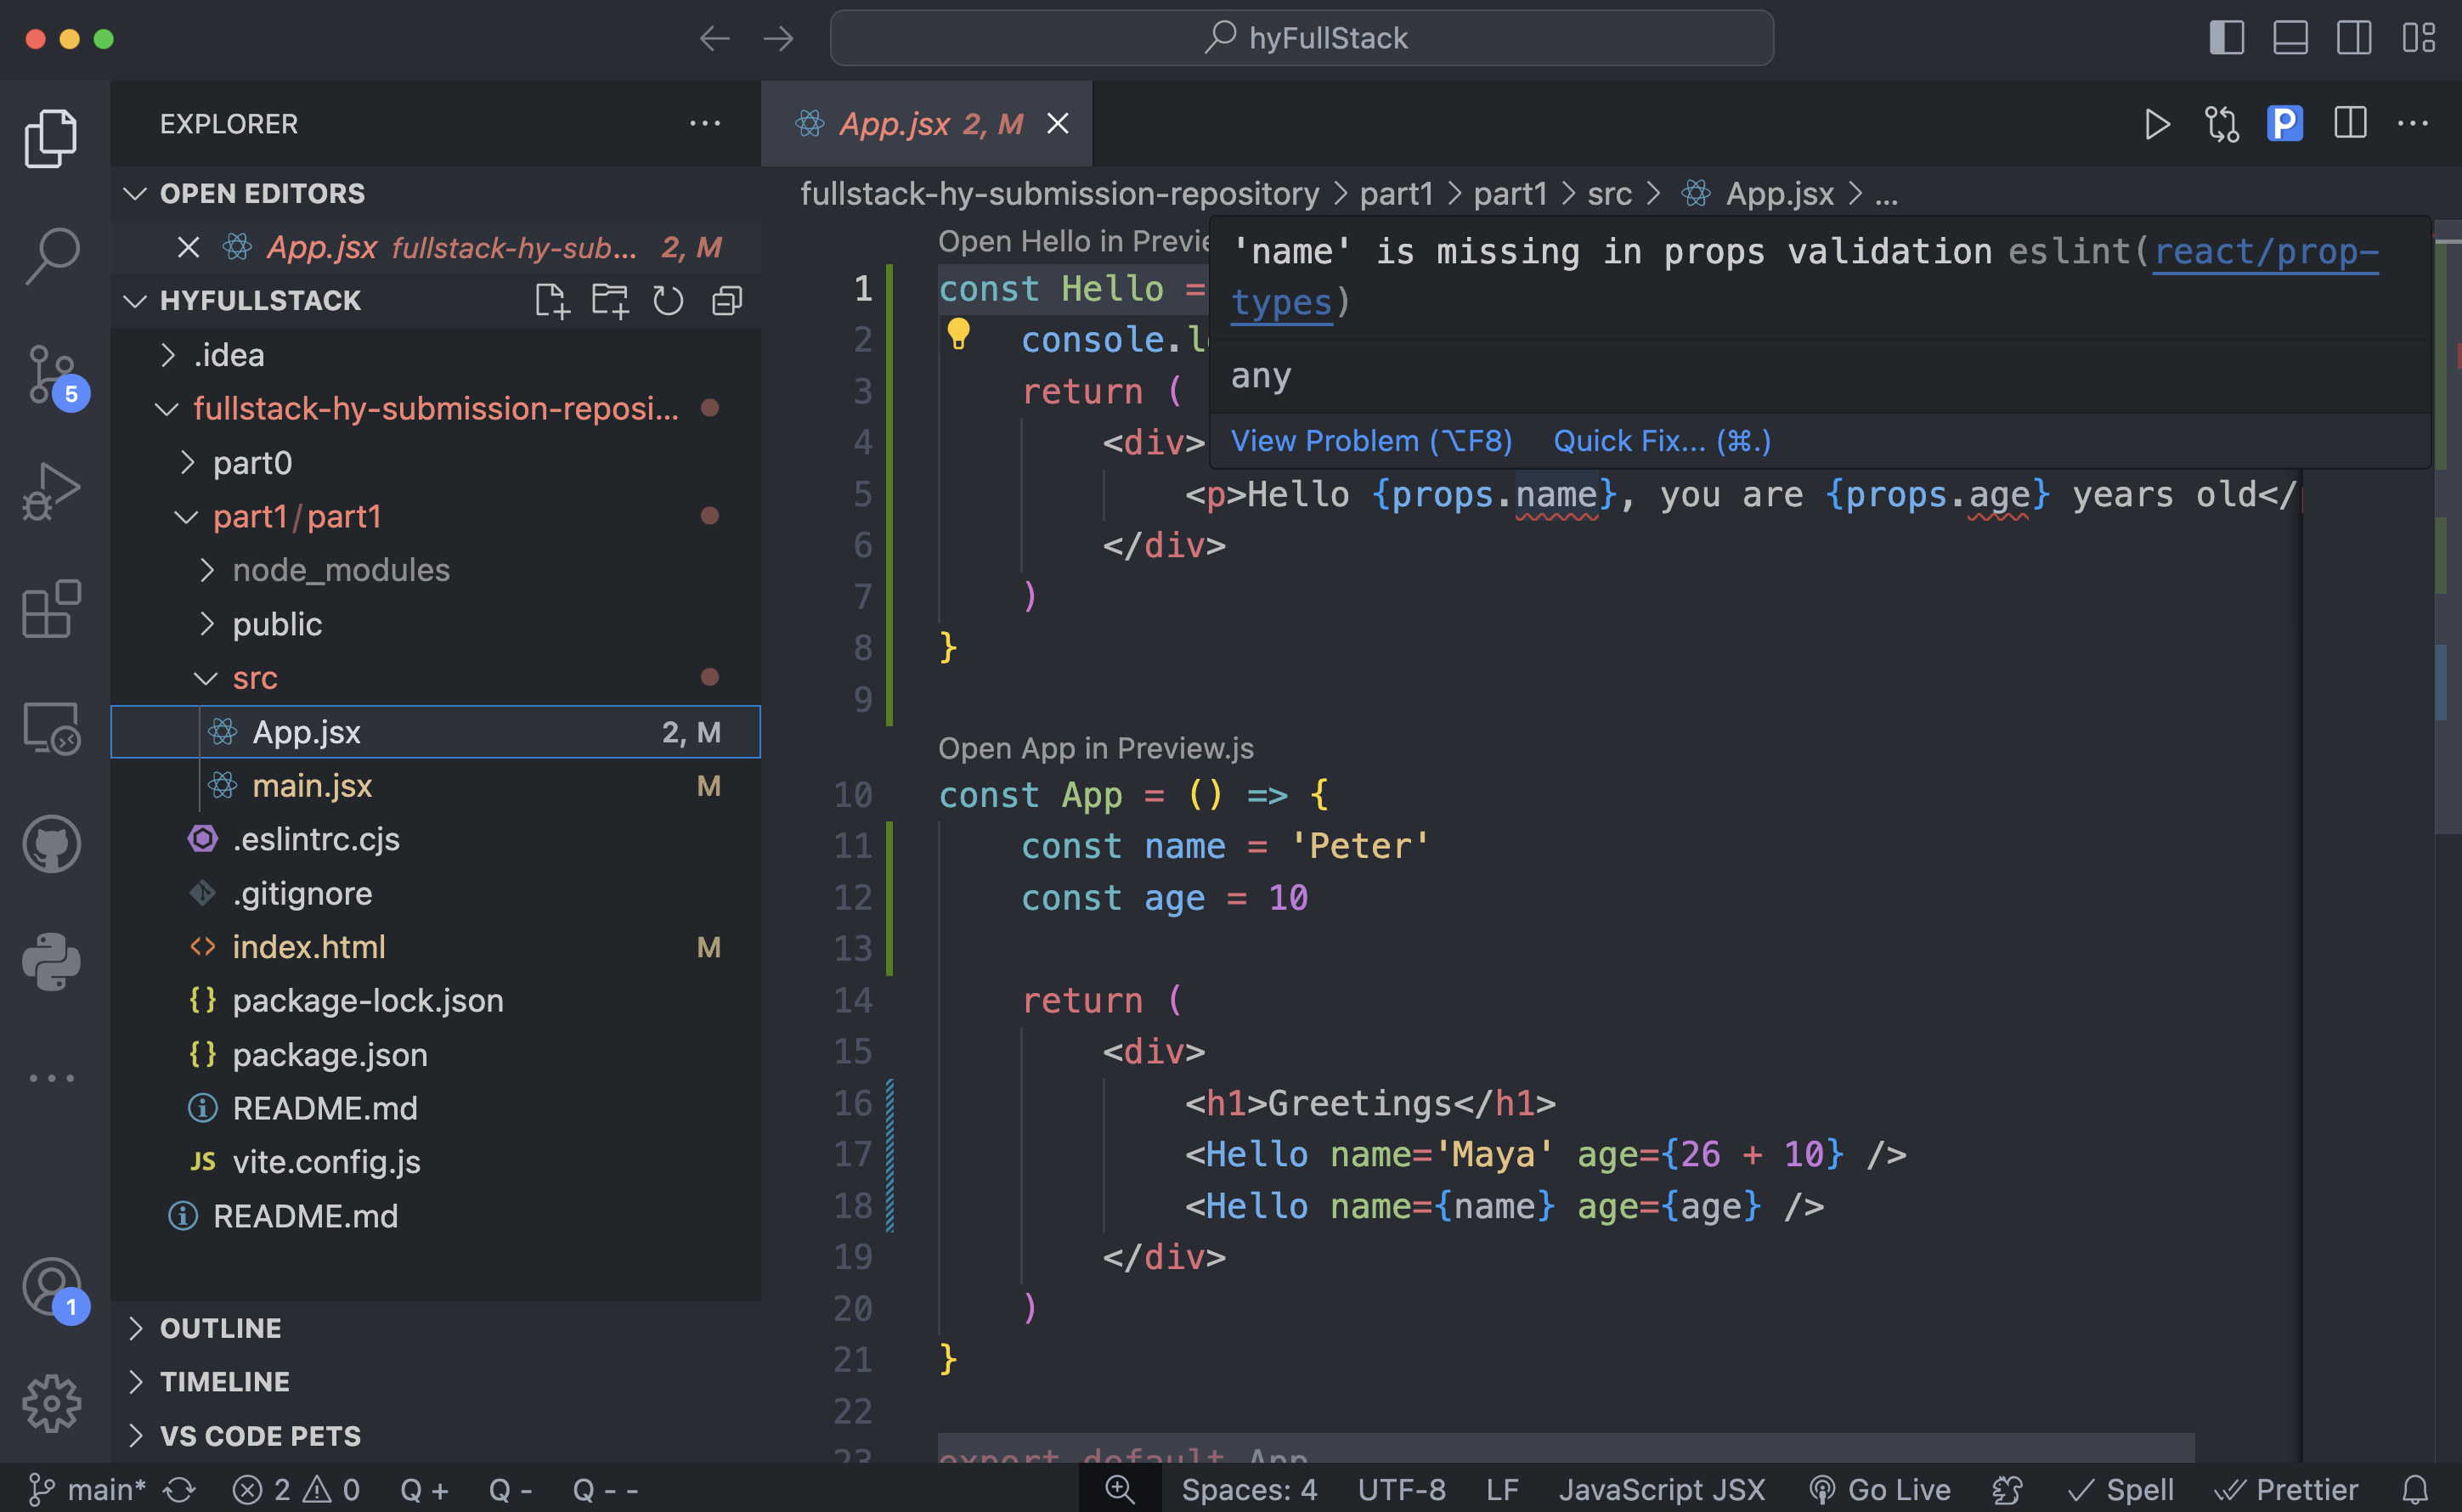 hyFullStack
EXPLORER
App.jsx 2, M
OPEN EDITORS
App.jsx fullstack-hy-sub... 2, M
HYFULLSTACK
.idea
fullstack-hy-submission-reposi...
part0
part1/part1
node_modules
public
src
App.jsx 2, M
main.jsx M
.eslintrc.cjs
.gitignore
index.html M
package-lock.json
package.json
README.md
vite.config.js
README.md
OUTLINE
TIMELINE
VS CODE PETS
5
1
fullstack-hy-submission-repository > part1 > part1 > src > App.jsx > ...
'name' is missing in props validation eslint(react/prop-
types)
any
View Problem (⌥F8) Quick Fix... (⌘.)
Open Hello in
1 const Hello =
2 console.
3 return (
4 <div>
5 <p>Hello {props.name}, you are {props.age} years old</
6 </div>
7 )
8 }
9
Open App in Preview.js
10 const App = () => {
11 const name = 'Peter'
12 const age = 10
13
14 return (
15 <div>
16 <h1>Greetings</h1>
17 <Hello name='Maya' age={26 + 10} />
18 <Hello name={name} age={age} />
19 </div>
20 )
21 }
22
23 export default App
main* 2 0 Q + Q - Q - - Spaces: 4 UTF-8 LF JavaScript JSX Go Live Spell Prettier